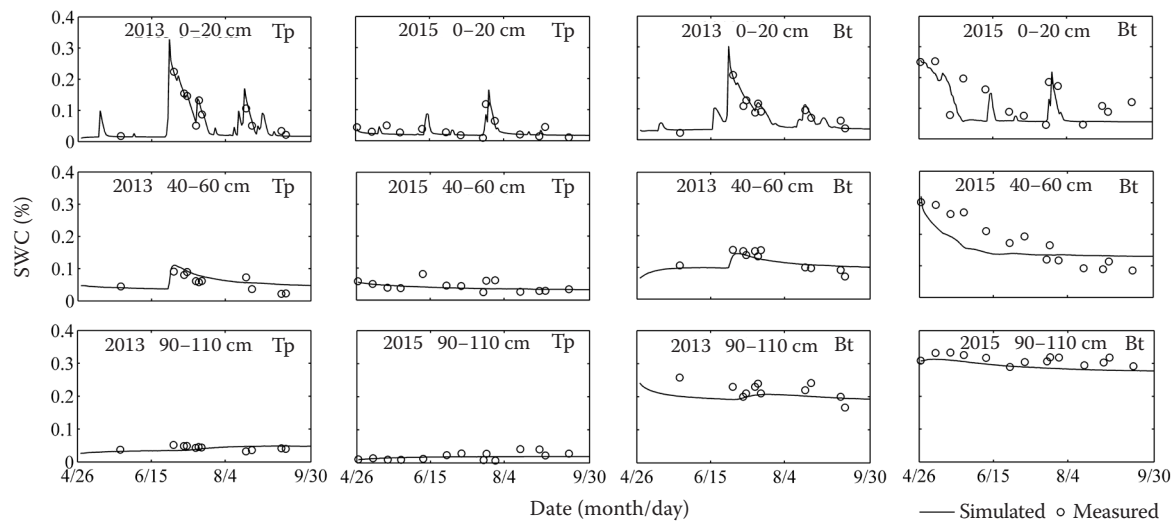 0.4
2013 0–20 cm Tp
2015 0–20 cm Tp
2013 0–20 cm Bt
2015 0–20 cm Bt
0.3
0.2
0.1
0
0.4
2013 40–60 cm Tp
2015 40–60 cm Tp
2013 40–60 cm Bt
2015 40–60 cm Bt
0.3
0.2
0.1
0
SWC (%)
0.4
2013 90–110 cm Tp
2015 90–110 cm Tp
2013 90–110 cm Bt
2015 90–110 cm Bt
0.3
0.2
0.1
0
4/26 6/15 8/4 9/30
4/26 6/15 8/4 9/30
4/26 6/15 8/4 9/30
4/26 6/15 8/4 9/30
Date (month/day)
Simulated Measured